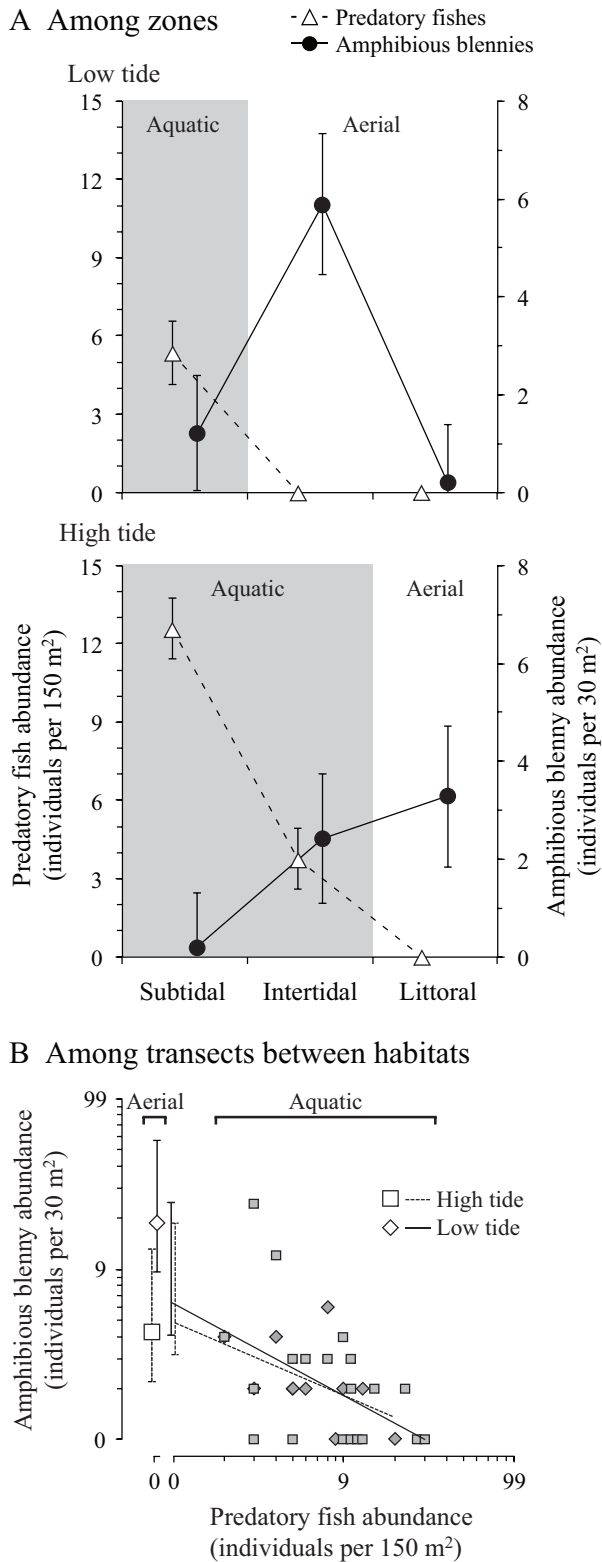 A Among zones
Predatory fishes
Amphibious blennies
Low tide
Aquatic
Aerial
15
12
9
6
3
0
8
6
4
2
0
High tide
Aquatic
Aerial
15
12
9
6
3
0
8
6
4
2
0
Predatory fish abundance
(individuals per 150 m²)
Amphibious blenny abundance
(individuals per 30 m²)
Subtidal Intertidal Littoral
B Among transects between habitats
Aerial
Aquatic
High tide
Low tide
99
9
0
Amphibious blenny abundance
(individuals per 30 m²)
0 0 9 99
Predatory fish abundance
(individuals per 150 m²)